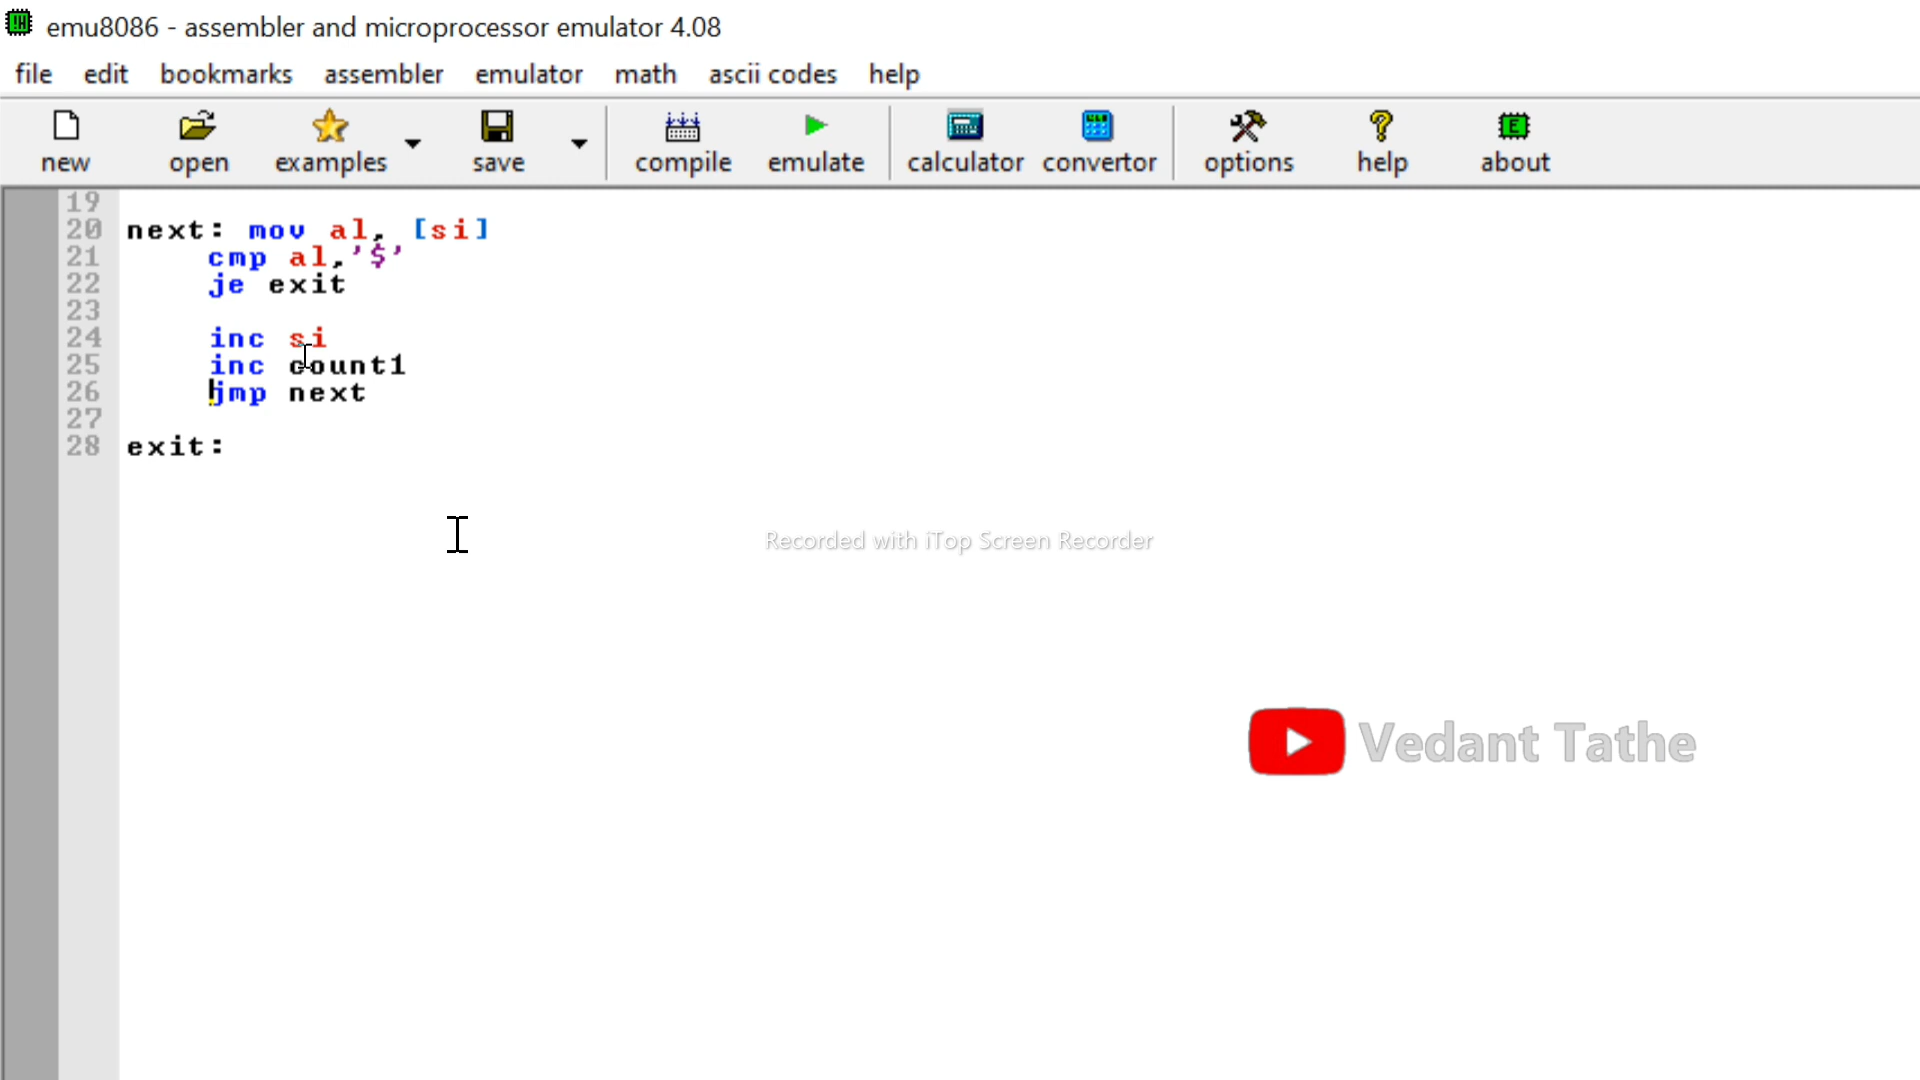 emu8086 - assembler and microprocessor emulator 4.08
file edit bookmarks assembler emulator math ascii codes help
new open examples save compile emulate calculator convertor options help about
19
20 next: mov al, [si]
21 cmp al,'$'
22 je exit
23
24 inc si
25 inc count1
26 jmp next
27
28 exit:
Recorded with iTop Screen Recorder
Vedant Tathe